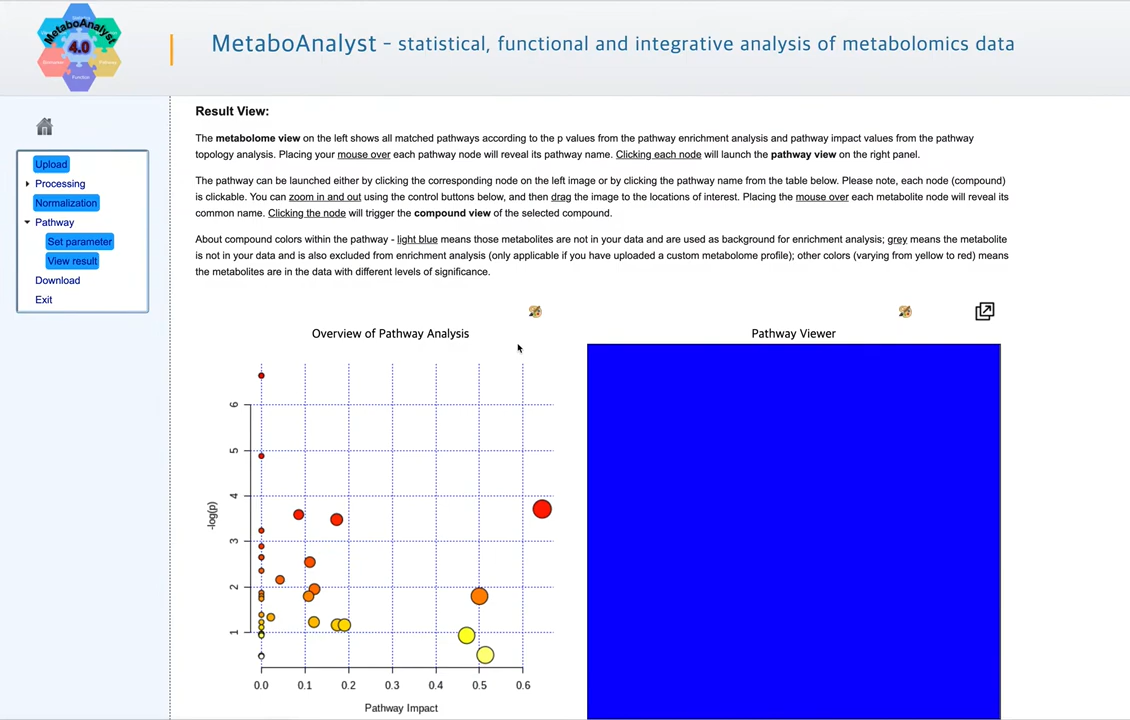 MetaboAnalyst
4.0
Function
MetaboAnalyst - statistical, functional and integrative analysis of metabolomics data
Upload
Processing
Normalization
Pathway
Set parameter
View result
Download
Exit
Result View:
The metabolome view on the left shows all matched pathways according to the p values from the pathway enrichment analysis and pathway impact values from the pathway
topology analysis. Placing your mouse over each pathway node will reveal its pathway name. Clicking each node will launch the pathway view on the right panel.
The pathway can be launched either by clicking the corresponding node on the left image or by clicking the pathway name from the table below. Please note, each node (compound)
is clickable. You can zoom in and out using the control buttons below, and then drag the image to the locations of interest. Placing the mouse over each metabolite node will reveal its
common name. Clicking the node will trigger the compound view of the selected compound.
About compound colors within the pathway - light blue means those metabolites are not in your data and are used as background for enrichment analysis; grey means the metabolite
is not in your data and is also excluded from enrichment analysis (only applicable if you have uploaded a custom metabolome profile); other colors (varying from yellow to red) means
the metabolites are in the data with different levels of significance.
Overview of Pathway Analysis
-log(p)
6
5
4
3
2
1
0.0 0.1 0.2 0.3 0.4 0.5 0.6
Pathway Impact
Pathway Viewer